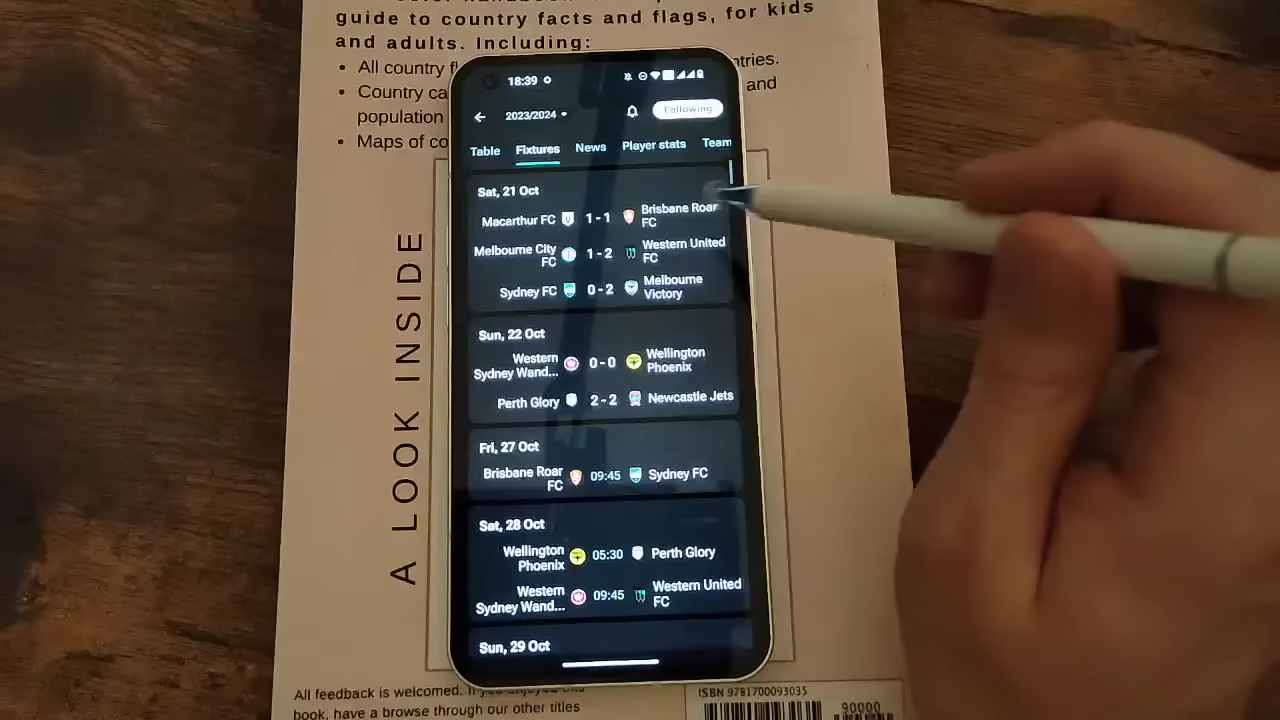 guide to country facts and flags, for kids
and adults. Including:
• All country
ntries.
• Country ca
and
population
• Maps of co
A LOOK INSIDE
18:39
2023/2024
Following
Table Fixtures News Player stats Team
Sat, 21 Oct
Macarthur FC 1 - 1 Brisbane Roar
FC
Melbourne City
FC 1 - 2 Western United
FC
Sydney FC 0 - 2 Melbourne
Victory
Sun, 22 Oct
Western
Sydney Wand... 0 - 0 Wellington
Phoenix
Perth Glory 2 - 2 Newcastle Jets
Fri, 27 Oct
Brisbane Roar
FC 09:45 Sydney FC
Sat, 28 Oct
Wellington
Phoenix 05:30 Perth Glory
Western
Sydney Wand... 09:45 Western United
FC
Sun, 29 Oct
All feedback is welcomed. If you enjoyed this
book, have a browse through our other titles
ISBN 9781700093035
90000